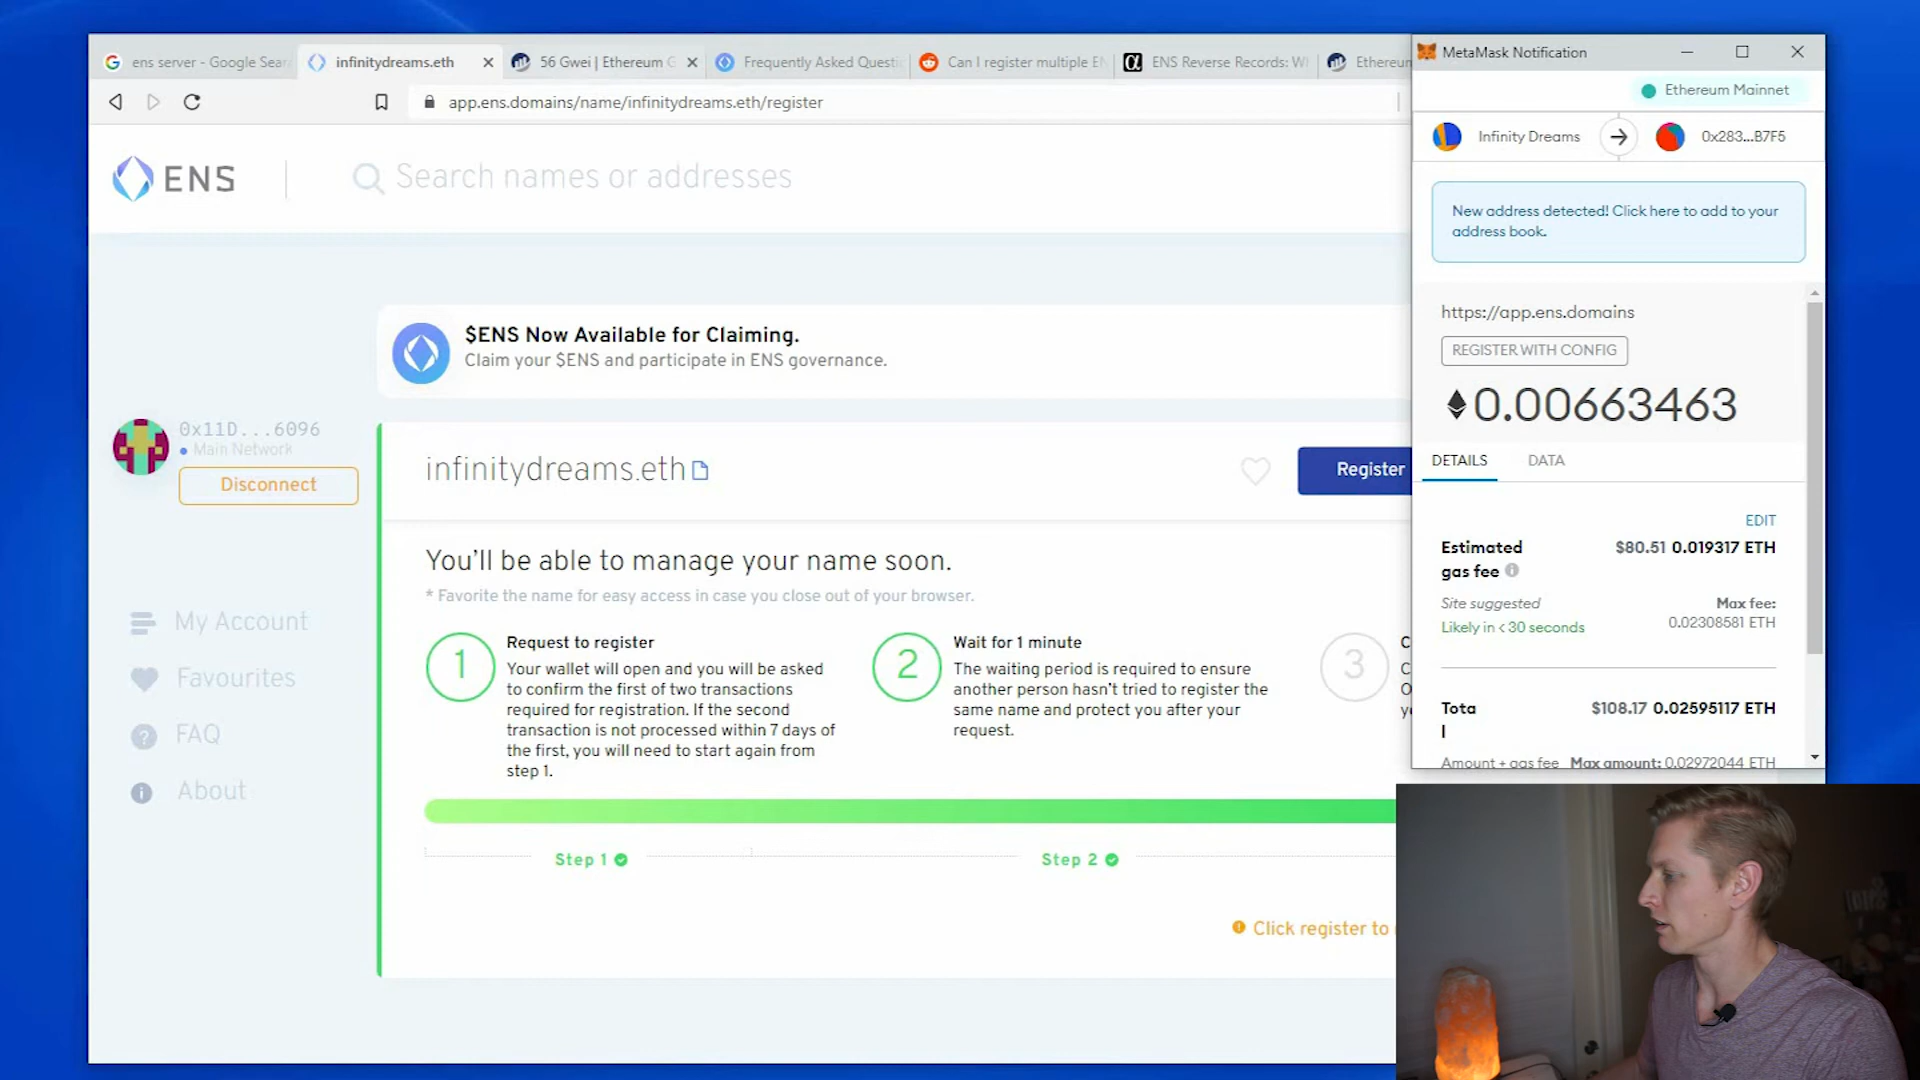 ens server - Google Sear
infinitydreams.eth
56 Gwei | Ethereum G
Frequently Asked Questi
Can I register multiple EN
ENS Reverse Records: Wh
Ethereum
app.ens.domains/name/infinitydreams.eth/register
ENS
Search names or addresses
$ENS Now Available for Claiming.
Claim your $ENS and participate in ENS governance.
0x11D...6096
Main Network
Disconnect
My Account
Favourites
FAQ
About
infinitydreams.eth
Register
You'll be able to manage your name soon.
* Favorite the name for easy access in case you close out of your browser.
1
Request to register
Your wallet will open and you will be asked
to confirm the first of two transactions
required for registration. If the second
transaction is not processed within 7 days of
the first, you will need to start again from
step 1.
2
Wait for 1 minute
The waiting period is required to ensure
another person hasn't tried to register the
same name and protect you after your
request.
3
Step 1
Step 2
Click register to
MetaMask Notification
Ethereum Mainnet
Infinity Dreams
0x283...B7F5
New address detected! Click here to add to your
address book.
https://app.ens.domains
REGISTER WITH CONFIG
0.00663463
DETAILS
DATA
EDIT
Estimated
gas fee
$80.51 0.019317 ETH
Site suggested
Likely in < 30 seconds
Max fee:
0.02308581 ETH
Tota
l
$108.17 0.02595117 ETH
Amount + gas fee Max amount: 0.02972044 ETH